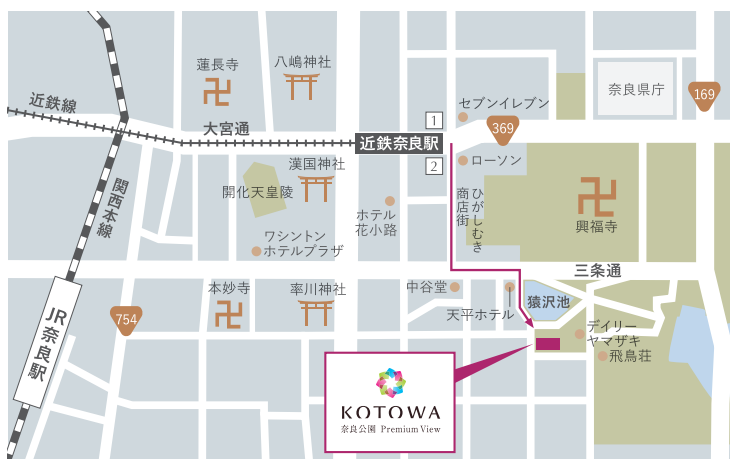 蓮長寺
八嶋神社
奈良県庁
169
近鉄線
大宮通
セブンイレブン
1
369
近鉄奈良駅
2
漢国神社
ローソン
開化天皇陵
ひがしむき
商店街
関西本線
ホテル
花小路
興福寺
ワシントン
ホテルプラザ
三条通
本妙寺
率川神社
中谷堂
猿沢池
天平ホテル
754
JR奈良駅
デイリー
ヤマザキ
飛鳥荘
KOTOWA
奈良公園 Premium View